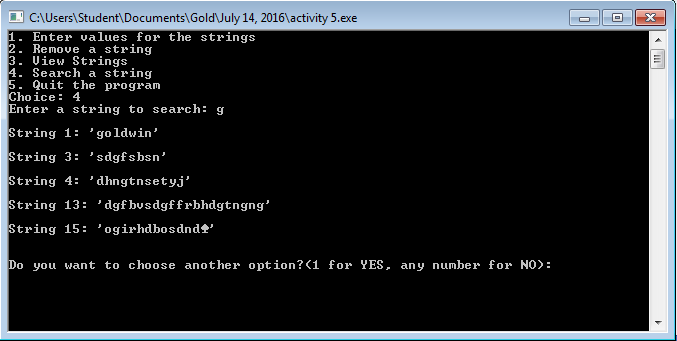 C:\Users\Student\Documents\Gold\July 14, 2016\activity 5.exe
1. Enter values for the strings
2. Remove a string
3. View Strings
4. Search a string
5. Quit the program
Choice: 4
Enter a string to search: g
String 1: 'goldwin'
String 3: 'sdgfsbsn'
String 4: 'dhngtnsetyj'
String 13: 'dgfbvsdgffrbhdgtngng'
String 15: 'ogirhdbosdnd♠'
Do you want to choose another option?(1 for YES, any number for NO):